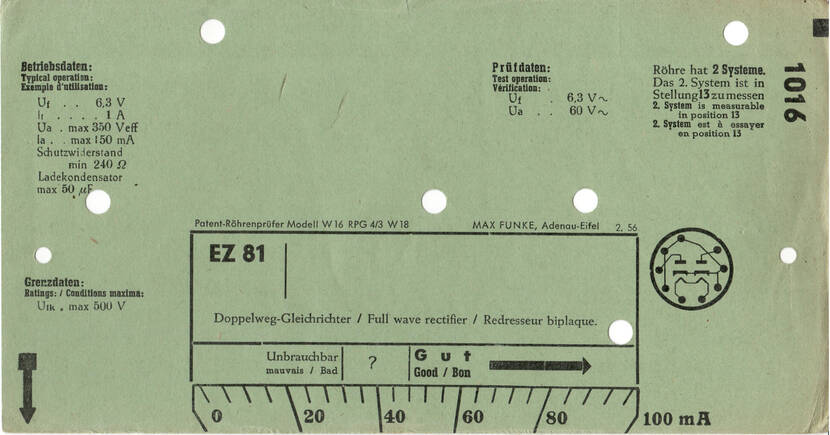 Betriebsdaten:
Typical operation:
Exemple d'utilisation:
Uf . . 6,3 V
If . . . . . 1 A
Ua . max 350 Veff
Ia . . max 150 mA
Schutzwiderstand
min 240 Ω
Ladekondensator
max 50 µF
Prüfdaten:
Test operation:
Vérification:
Uf . . 6,3 V~
Ua . . 60 V~
Röhre hat 2 Systeme.
Das 2. System ist in
Stellung 13 zu messen
2. System is measurable
in position 13
2. System est à essayer
en position 13
1016
Patent-Röhrenprüfer Modell W16 RPG 4/3 W18 MAX FUNKE, Adenau-Eifel 2. 56
EZ 81
Doppelweg-Gleichrichter / Full wave rectifier / Redresseur biplaque.
Grenzdaten:
Ratings: / Conditions maxima:
Ufk . max 500 V
Unbrauchbar
mauvais / Bad
?
Gut
Good / Bon
0 20 40 60 80 100 mA